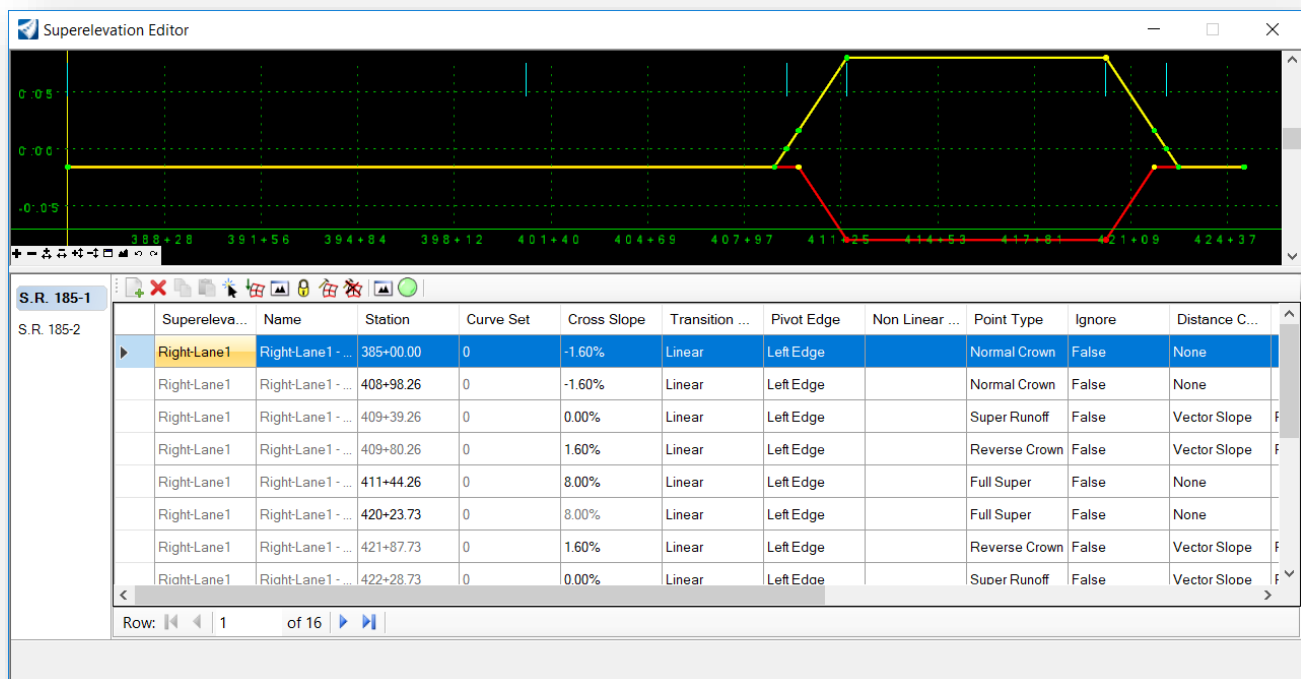 Superelevation Editor
0.05
0.00
-0.05
388+28 391+56 394+84 398+12 401+40 404+69 407+97 411+25 414+53 417+81 421+09 424+37
S.R. 185-1
S.R. 185-2
Supereleva... Name Station Curve Set Cross Slope Transition ... Pivot Edge Non Linear ... Point Type Ignore Distance C...
Right-Lane1 Right-Lane1 - ... 385+00.00 0 -1.60% Linear Left Edge Normal Crown False None
Right-Lane1 Right-Lane1 - ... 408+98.26 0 -1.60% Linear Left Edge Normal Crown False None
Right-Lane1 Right-Lane1 - ... 409+39.26 0 0.00% Linear Left Edge Super Runoff False Vector Slope
Right-Lane1 Right-Lane1 - ... 409+80.26 0 1.60% Linear Left Edge Reverse Crown False Vector Slope
Right-Lane1 Right-Lane1 - ... 411+44.26 0 8.00% Linear Left Edge Full Super False None
Right-Lane1 Right-Lane1 - ... 420+23.73 0 8.00% Linear Left Edge Full Super False None
Right-Lane1 Right-Lane1 - ... 421+87.73 0 1.60% Linear Left Edge Reverse Crown False Vector Slope
Right-Lane1 Right-Lane1 - ... 422+28.73 0 0.00% Linear Left Edge Super Runoff False Vector Slope
Row: 1 of 16